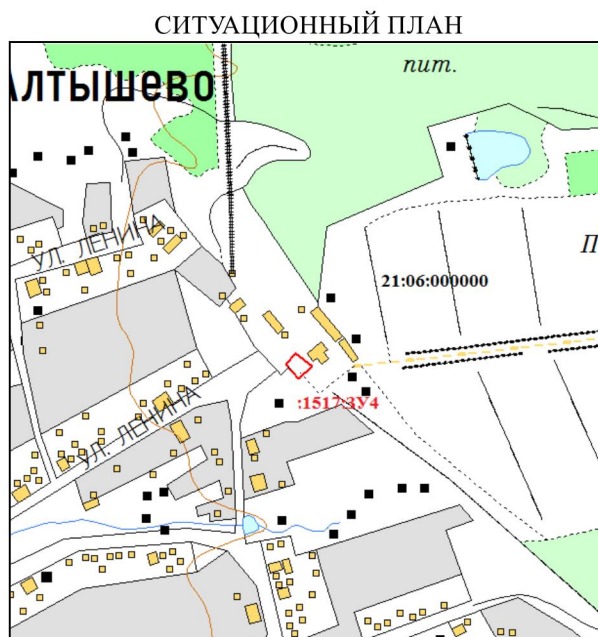 СИТУАЦИОННЫЙ ПЛАН
пит.
Алтышево
УЛ. ЛЕНИНА
П
21:06:000000
:1517:ЗУ4
УЛ. ЛЕНИНА